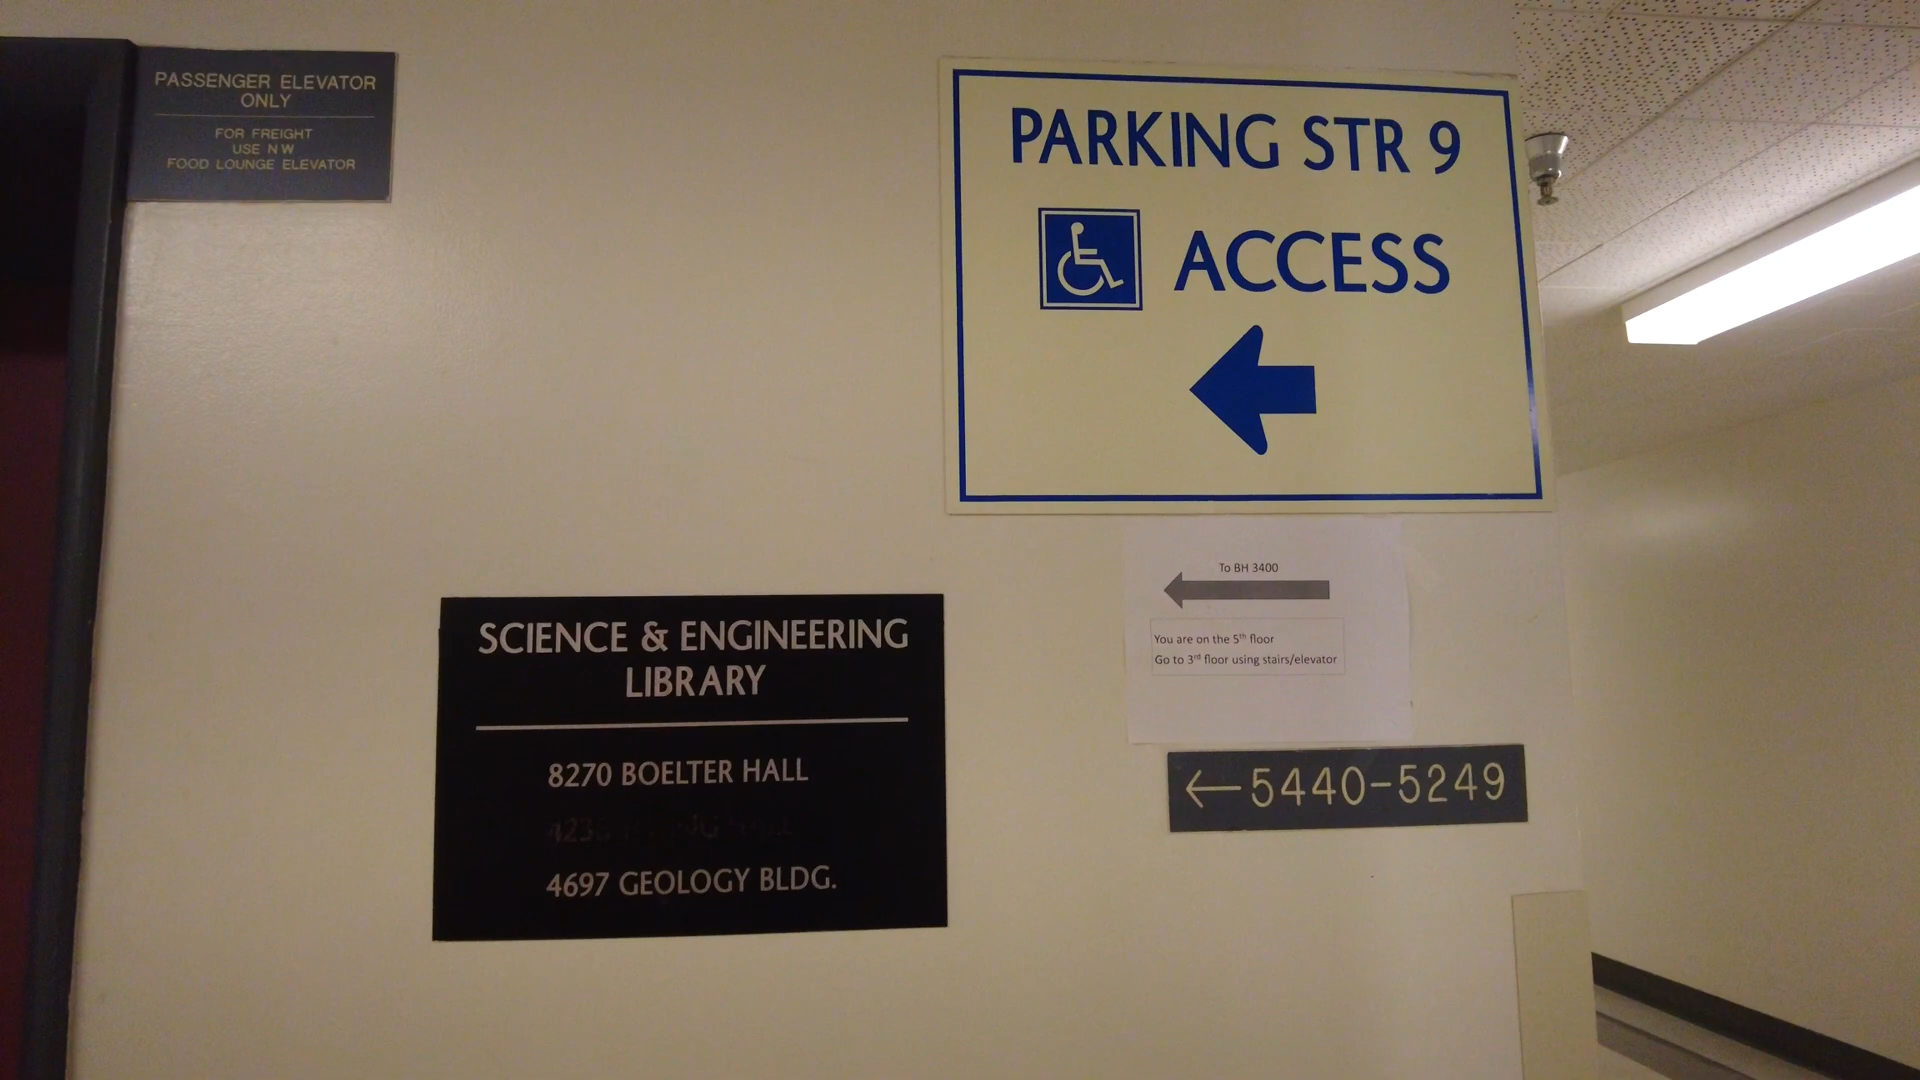 PASSENGER ELEVATOR
ONLY
FOR FREIGHT
USE N W
FOOD LOUNGE ELEVATOR
PARKING STR 9
ACCESS
To BH 3400
You are on the 5th floor
Go to 3rd floor using stairs/elevator
SCIENCE & ENGINEERING
LIBRARY
8270 BOELTER HALL
4697 GEOLOGY BLDG.
←5440-5249